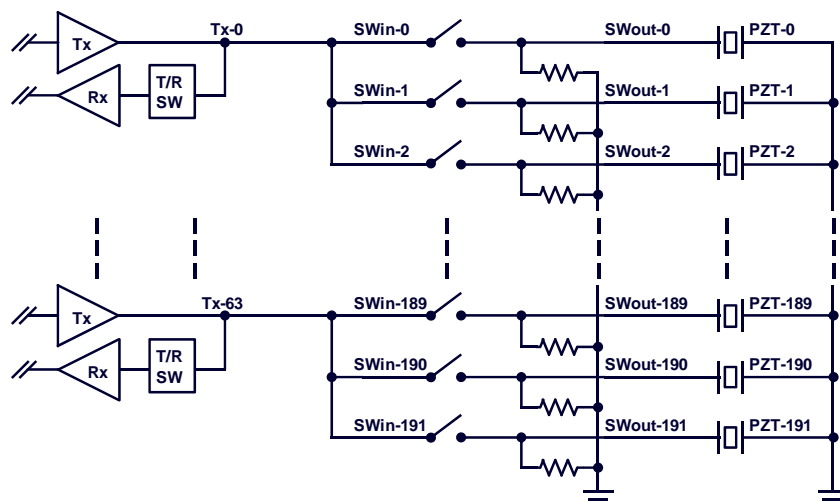 Tx-0 SWin-0 SWout-0 PZT-0
Tx
T/R
SW
Rx
SWin-1 SWout-1 PZT-1
SWin-2 SWout-2 PZT-2
Tx-63 SWin-189 SWout-189 PZT-189
Tx
T/R
SW
Rx
SWin-190 SWout-190 PZT-190
SWin-191 SWout-191 PZT-191